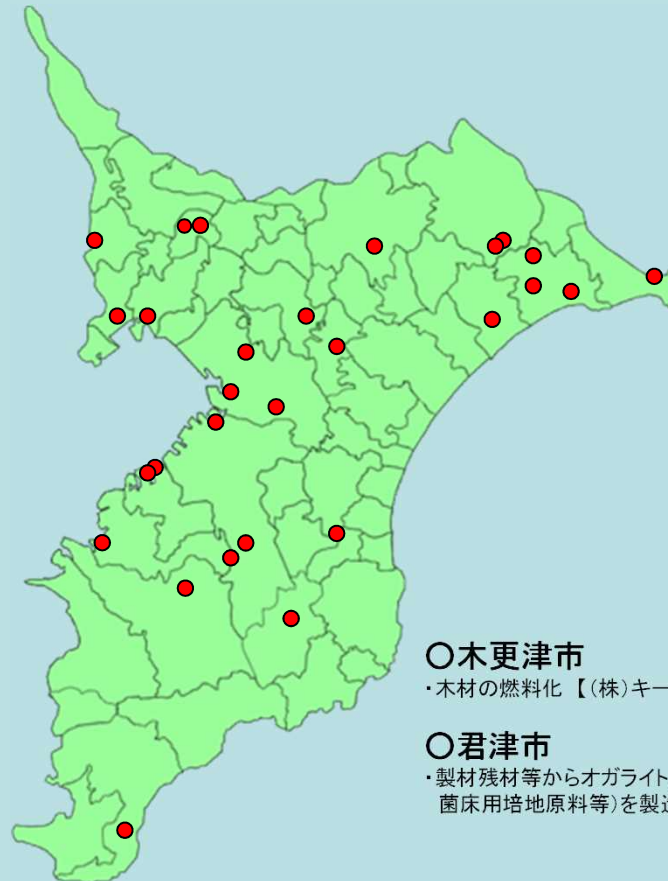 ○木更津市
・木材の燃料化 【(株)キー
○君津市
・製材残材等からオガライト
菌床用培地原料等)を製造